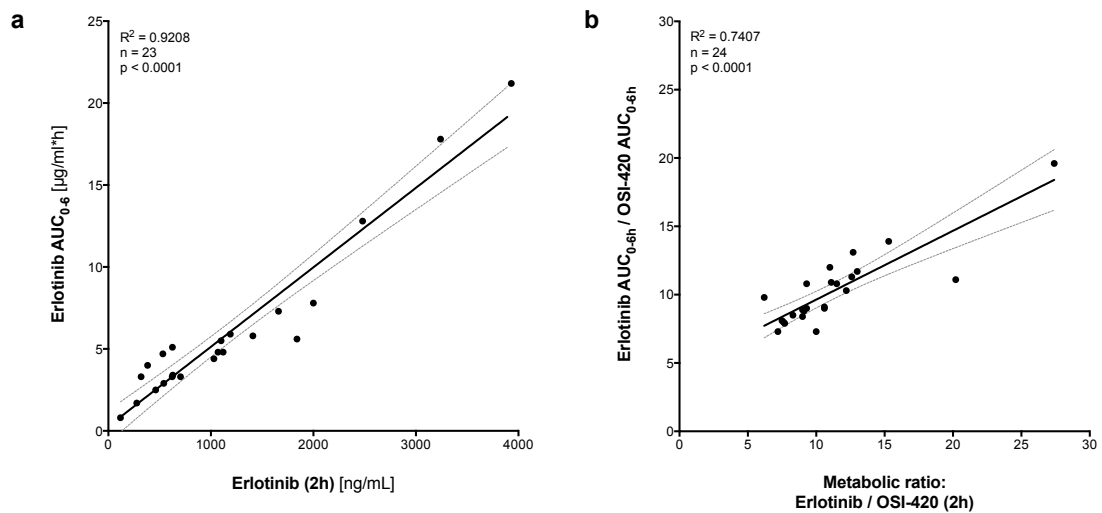 a
R² = 0.9208
n = 23
p < 0.0001
25
20
15
10
5
0
Erlotinib AUC₀₋₆ [µg/ml*h]
0 1000 2000 3000 4000
Erlotinib (2h) [ng/mL]
b
R² = 0.7407
n = 24
p < 0.0001
30
25
20
15
10
5
0
Erlotinib AUC₀₋₆ₕ / OSI-420 AUC₀₋₆ₕ
0 5 10 15 20 25 30
Metabolic ratio:
Erlotinib / OSI-420 (2h)